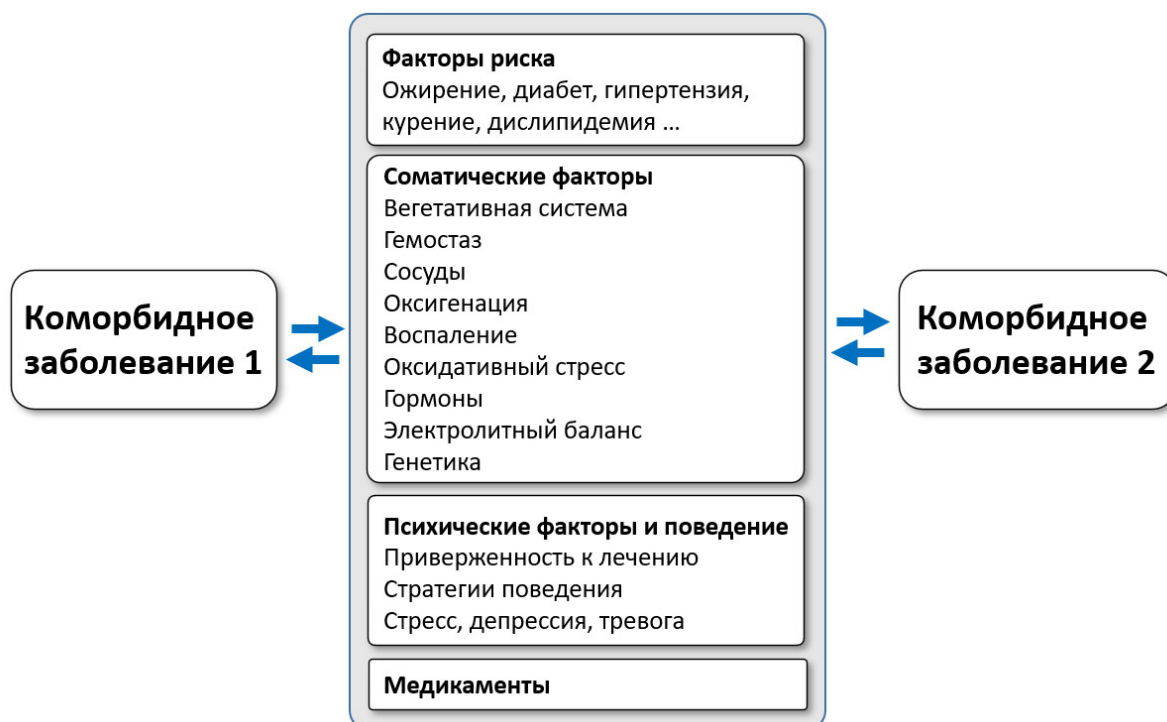 Факторы риска
Ожирение, диабет, гипертензия,
курение, дислипидемия ...
Соматические факторы
Вегетативная система
Гемостаз
Сосуды
Оксигенация
Воспаление
Оксидативный стресс
Гормоны
Электролитный баланс
Генетика
Коморбидное
заболевание 1
Коморбидное
заболевание 2
Психические факторы и поведение
Приверженность к лечению
Стратегии поведения
Стресс, депрессия, тревога
Медикаменты